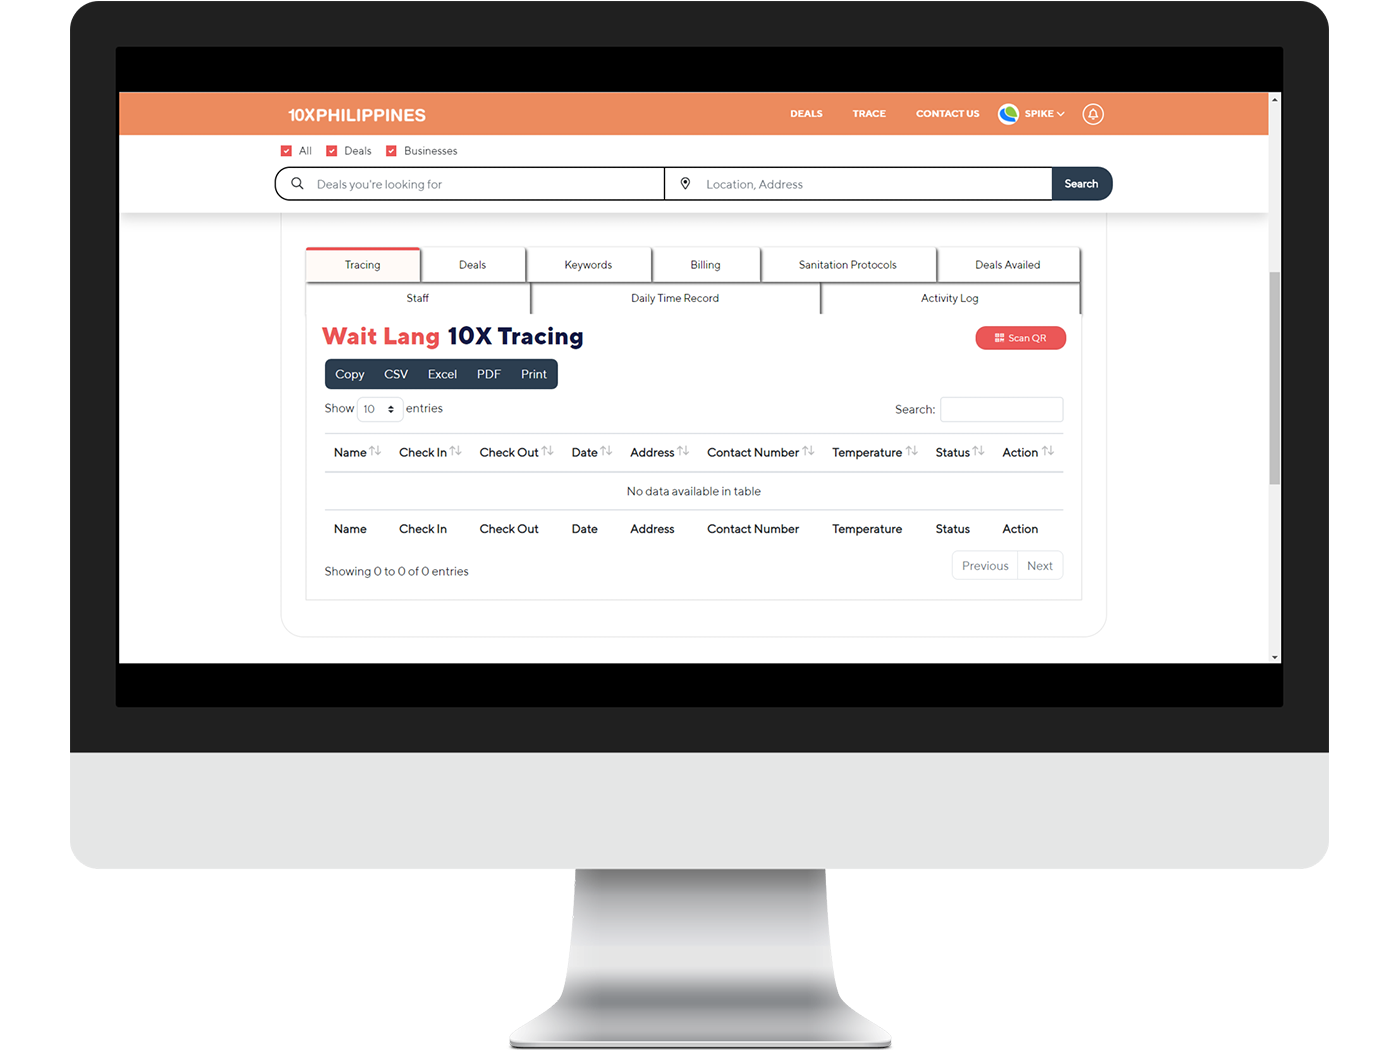 10XPHILIPPINES DEALS TRACE CONTACT US SPIKE
All Deals Businesses
Deals you're looking for Location, Address Search
Tracing Deals Keywords Billing Sanitation Protocols Deals Availed
Staff Daily Time Record Activity Log
Wait Lang 10X Tracing Scan QR
Copy CSV Excel PDF Print
Show 10 entries Search:
Name Check In Check Out Date Address Contact Number Temperature Status Action
No data available in table
Name Check In Check Out Date Address Contact Number Temperature Status Action
Showing 0 to 0 of 0 entries Previous Next